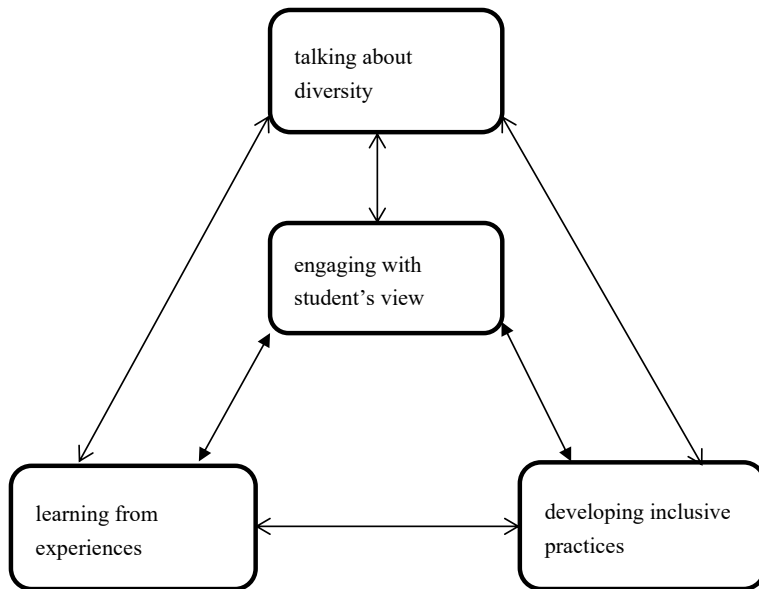 talking about
diversity
engaging with
student’s view
learning from
experiences
developing inclusive
practices